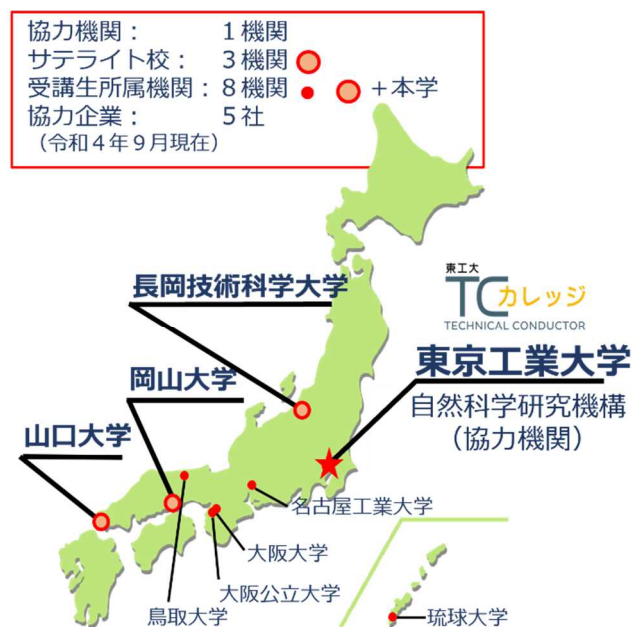 協力機関： 1機関
サテライト校： 3機関
受講生所属機関：8機関 ＋本学
協力企業： 5社
（令和４年９月現在）
長岡技術科学大学
東工大
TCカレッジ
TECHNICAL CONDUCTOR
東京工業大学
岡山大学
自然科学研究機構
（協力機関）
山口大学
名古屋工業大学
大阪大学
大阪公立大学
鳥取大学
琉球大学